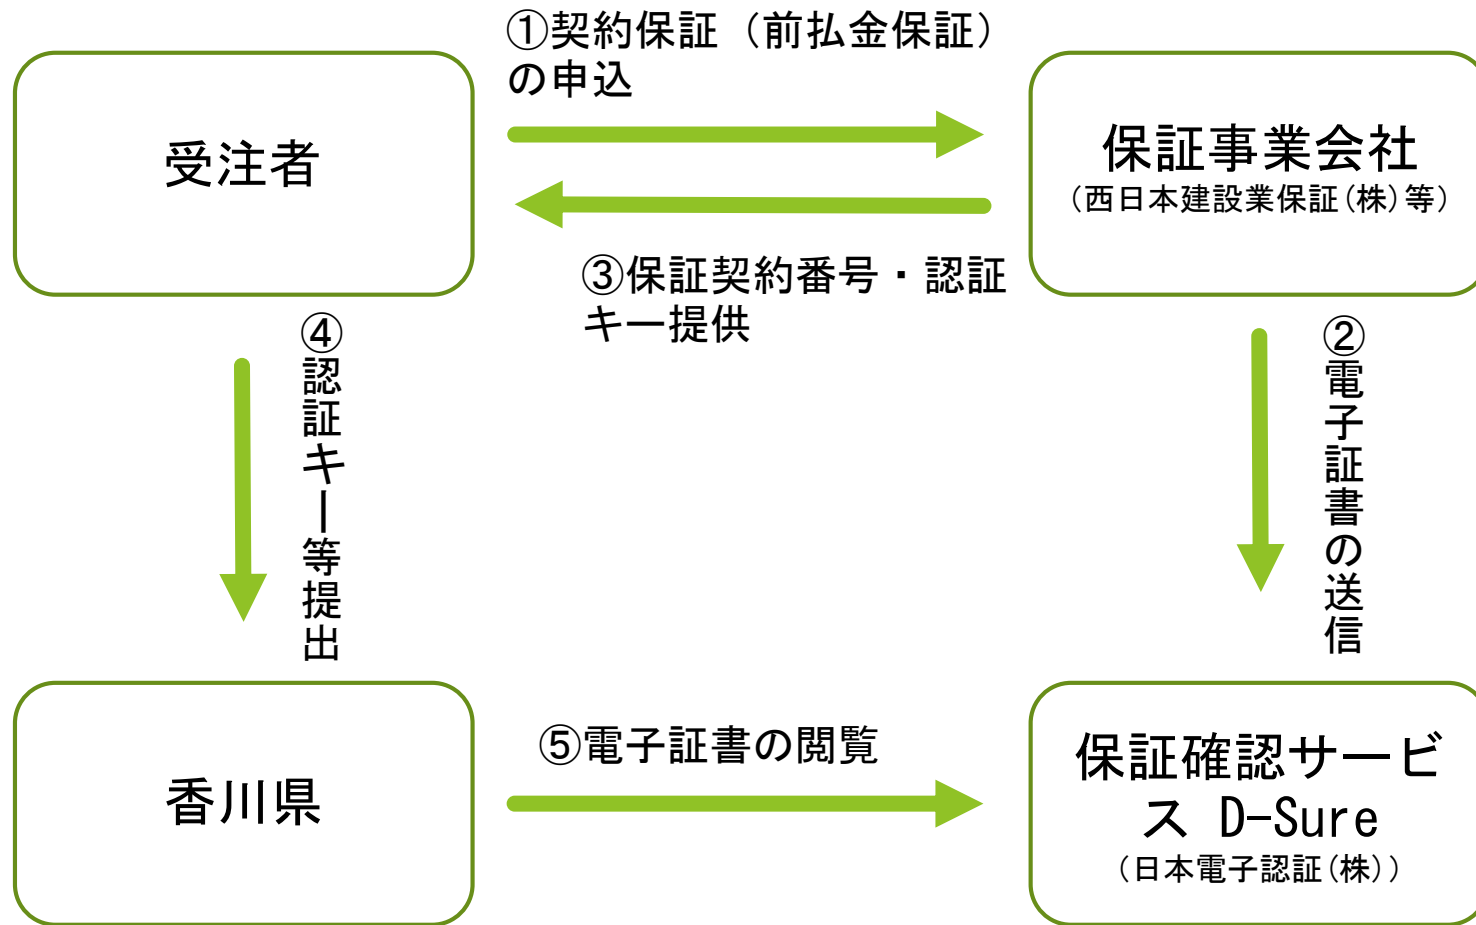 ①契約保証（前払金保証）
の申込
受注者
保証事業会社
（西日本建設業保証(株)等）
③保証契約番号・認証
キー提供
④認証キー等提出
②電子証書の送信
香川県
⑤電子証書の閲覧
保証確認サービ
ス D-Sure
（日本電子認証(株)）